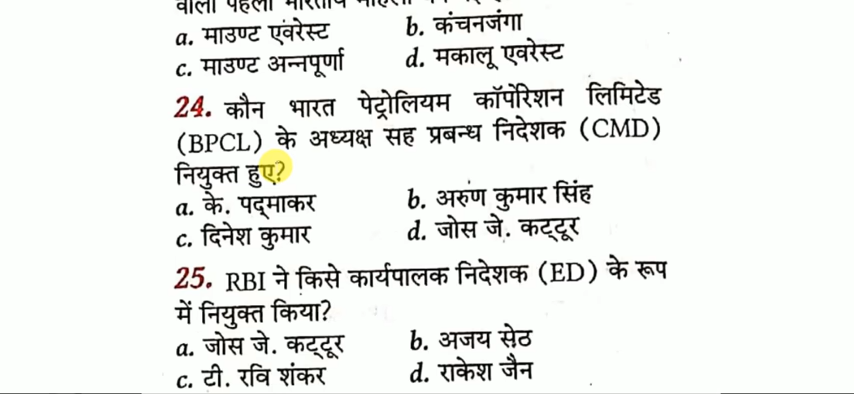 a. माउण्ट एवरेस्ट b. कंचनजंगा
c. माउण्ट अन्नपूर्णा d. मकालू एवरेस्ट
24. कौन भारत पेट्रोलियम कॉर्पोरेशन लिमिटेड
(BPCL) के अध्यक्ष सह प्रबन्ध निदेशक (CMD)
नियुक्त हुए?
a. के. पद्माकर b. अरुण कुमार सिंह
c. दिनेश कुमार d. जोस जे. कट्टूर
25. RBI ने किसे कार्यपालक निदेशक (ED) के रूप
में नियुक्त किया?
a. जोस जे. कट्टूर b. अजय सेठ
c. टी. रवि शंकर d. राकेश जैन